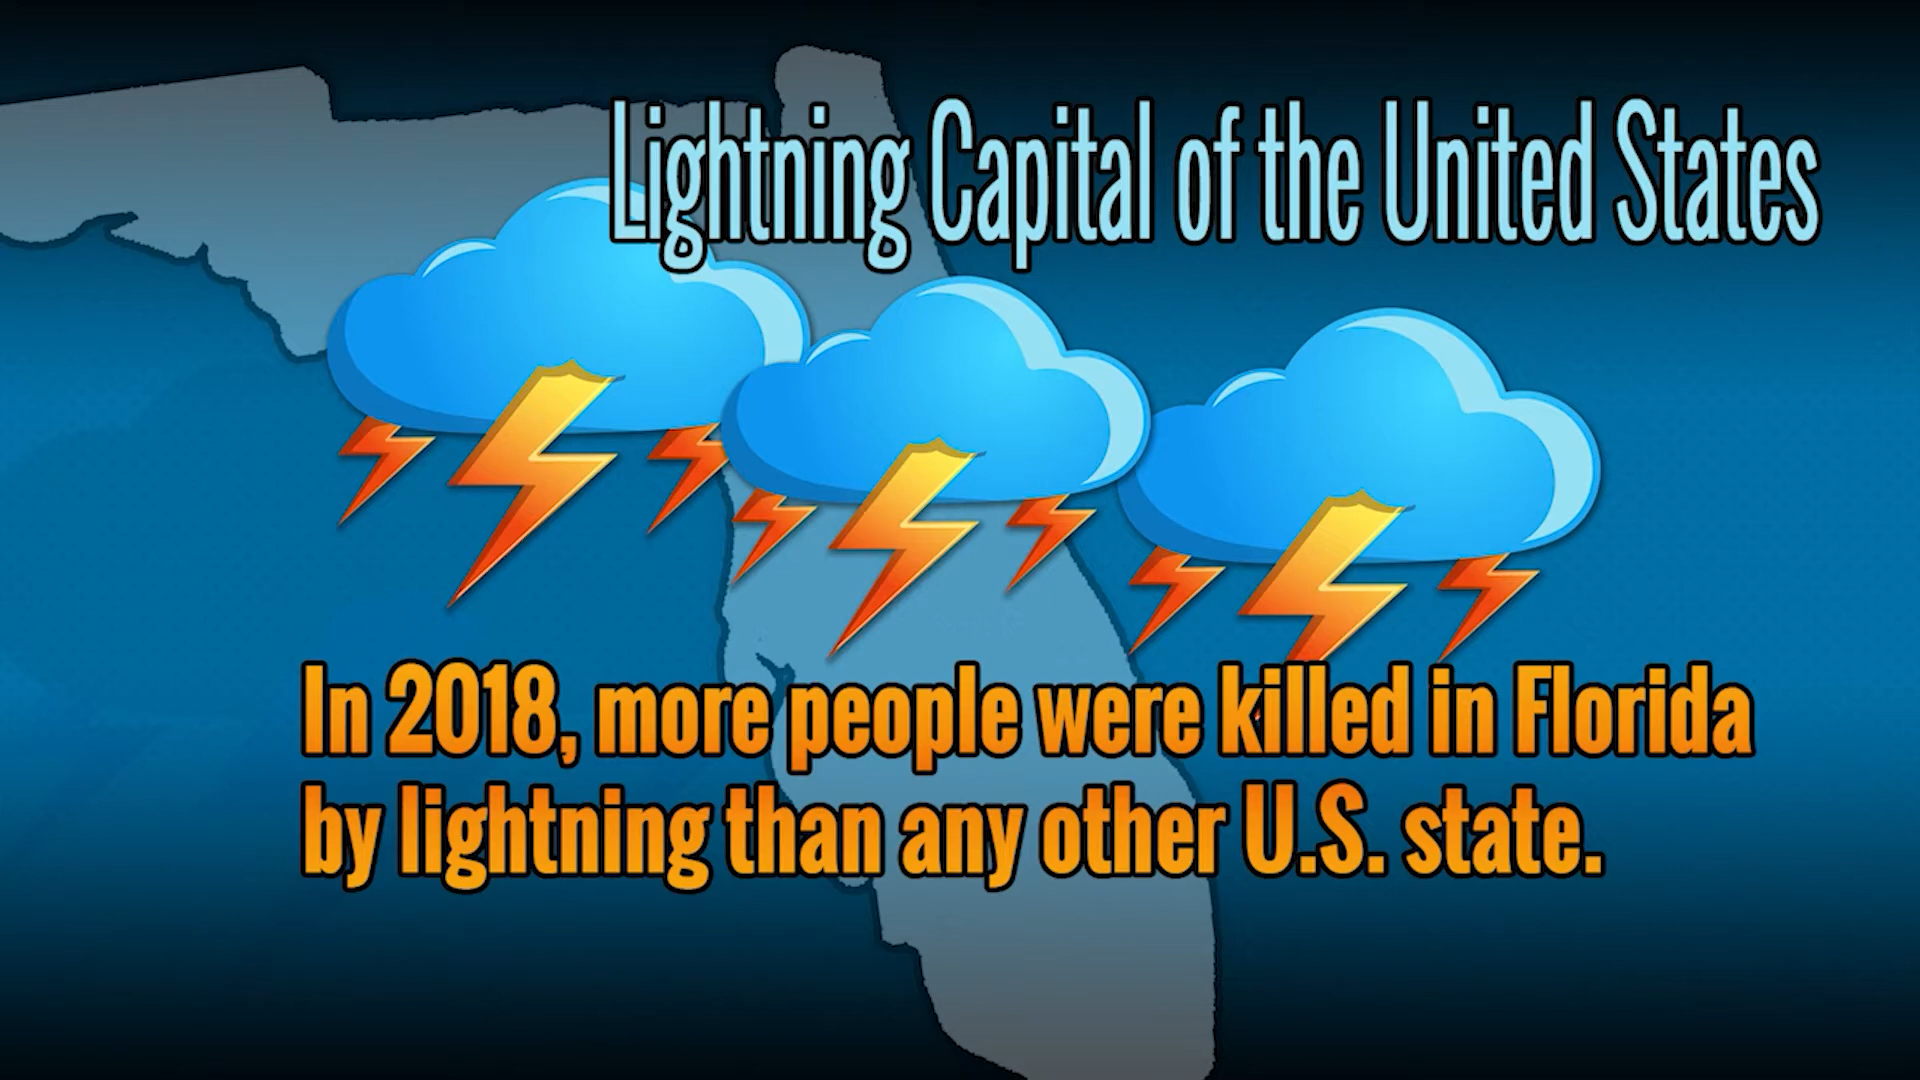 Lightning Capital of the United States
In 2018, more people were killed in Florida
by lightning than any other U.S. state.